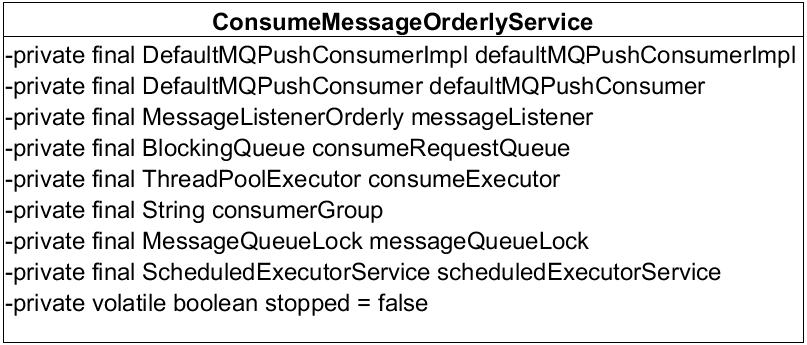 ConsumeMessageOrderlyService
-private final DefaultMQPushConsumerImpl defaultMQPushConsumerImpl
-private final DefaultMQPushConsumer defaultMQPushConsumer
-private final MessageListenerOrderly messageListener
-private final BlockingQueue consumeRequestQueue
-private final ThreadPoolExecutor consumeExecutor
-private final String consumerGroup
-private final MessageQueueLock messageQueueLock
-private final ScheduledExecutorService scheduledExecutorService
-private volatile boolean stopped = false